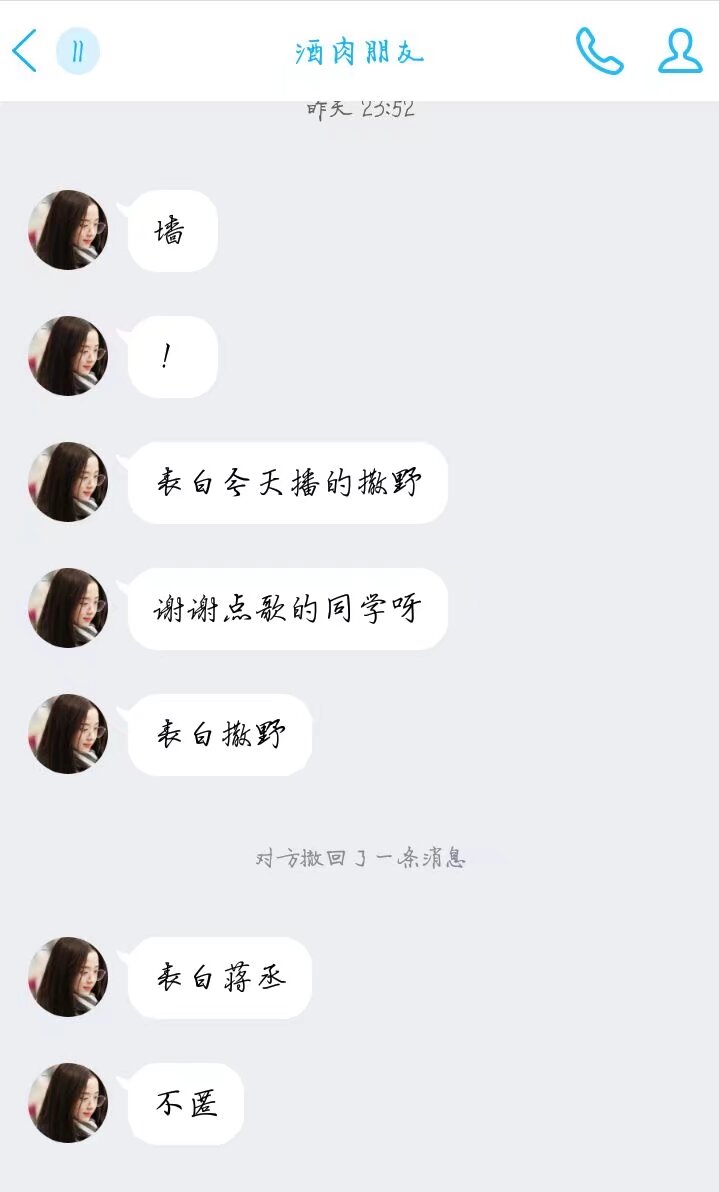 11
酒肉朋友
昨天 23:52
墙
！
表白今天播的撒野
谢谢点歌的同学呀
表白撒野
对方撤回了一条消息
表白蒋丞
不匿